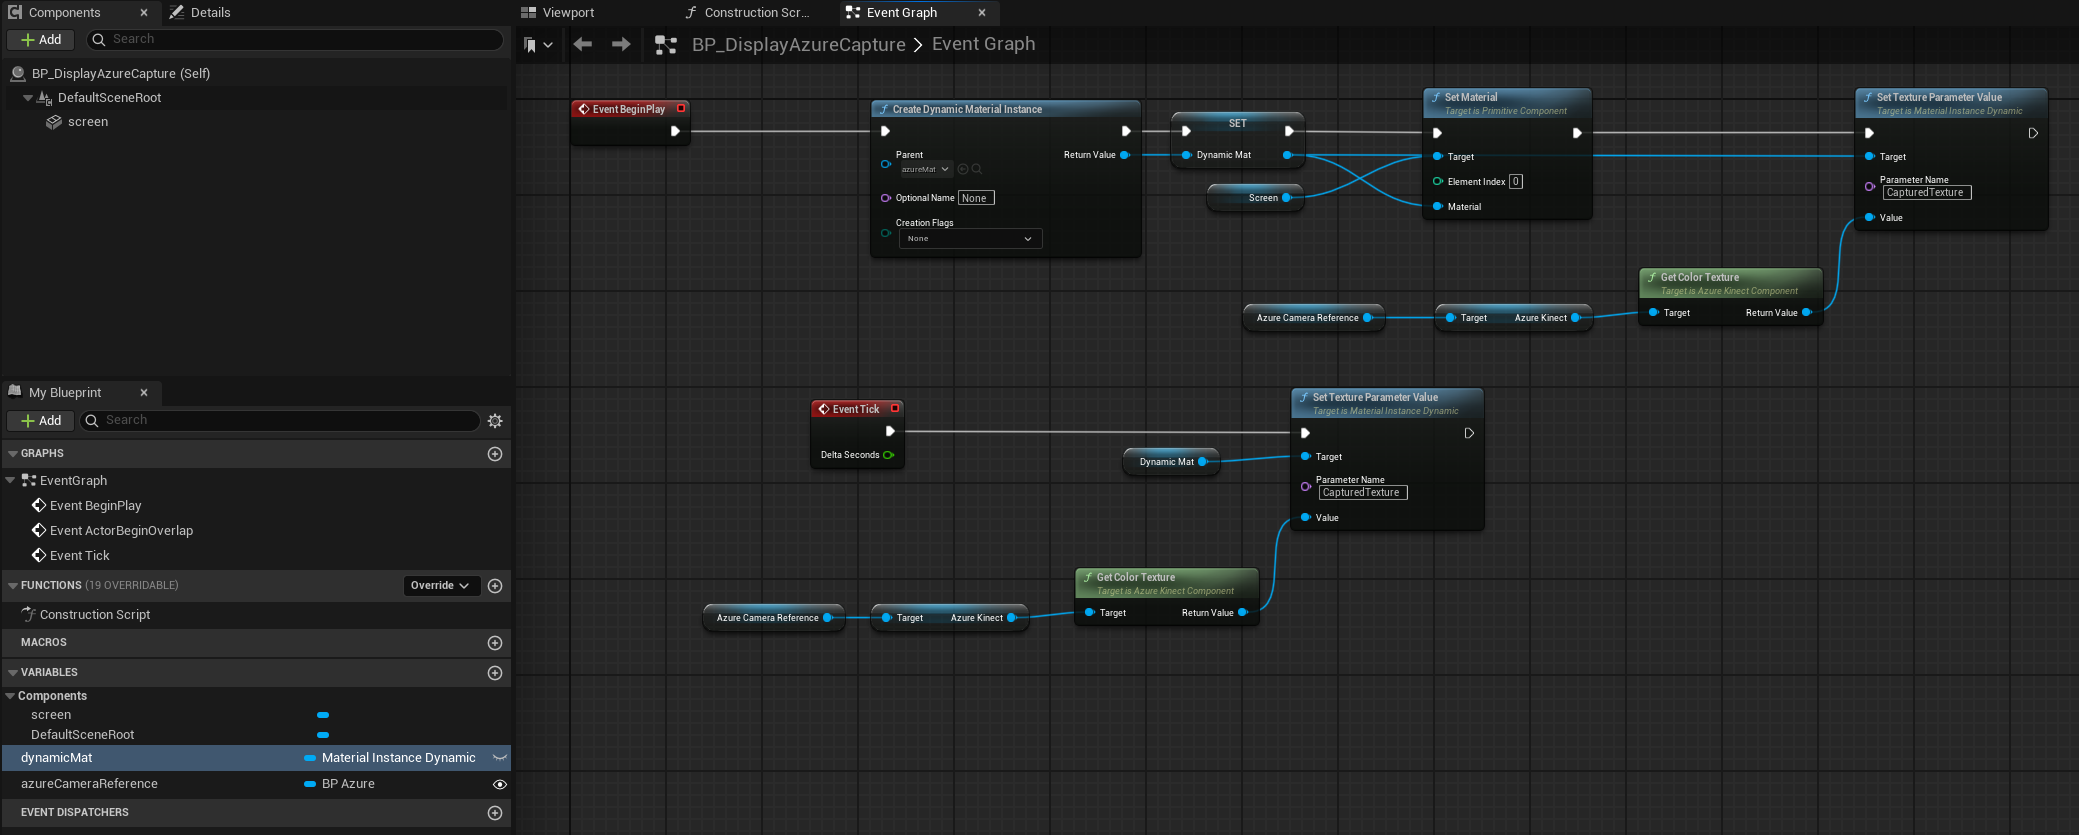 Components
Details
Add
Search
BP_DisplayAzureCapture (Self)
DefaultSceneRoot
screen
My Blueprint
Add
Search
GRAPHS
EventGraph
Event BeginPlay
Event ActorBeginOverlap
Event Tick
FUNCTIONS (19 OVERRIDABLE)
Override
Construction Script
MACROS
VARIABLES
Components
screen
DefaultSceneRoot
dynamicMat
Material Instance Dynamic
azureCameraReference
BP Azure
EVENT DISPATCHERS
Viewport
Construction Scr...
Event Graph
BP_DisplayAzureCapture > Event Graph
Event BeginPlay
Create Dynamic Material Instance
Parent
azureMat
Return Value
Optional Name None
Creation Flags
None
SET
Dynamic Mat
Screen
Set Material
Target is Primitive Component
Target
Element Index 0
Material
Set Texture Parameter Value
Target is Material Instance Dynamic
Target
Parameter Name
CapturedTexture
Value
Azure Camera Reference
Target Azure Kinect
Get Color Texture
Target is Azure Kinect Component
Target Return Value
Event Tick
Delta Seconds
Dynamic Mat
Set Texture Parameter Value
Target is Material Instance Dynamic
Target
Parameter Name
CapturedTexture
Value
Azure Camera Reference
Target Azure Kinect
Get Color Texture
Target is Azure Kinect Component
Target Return Value